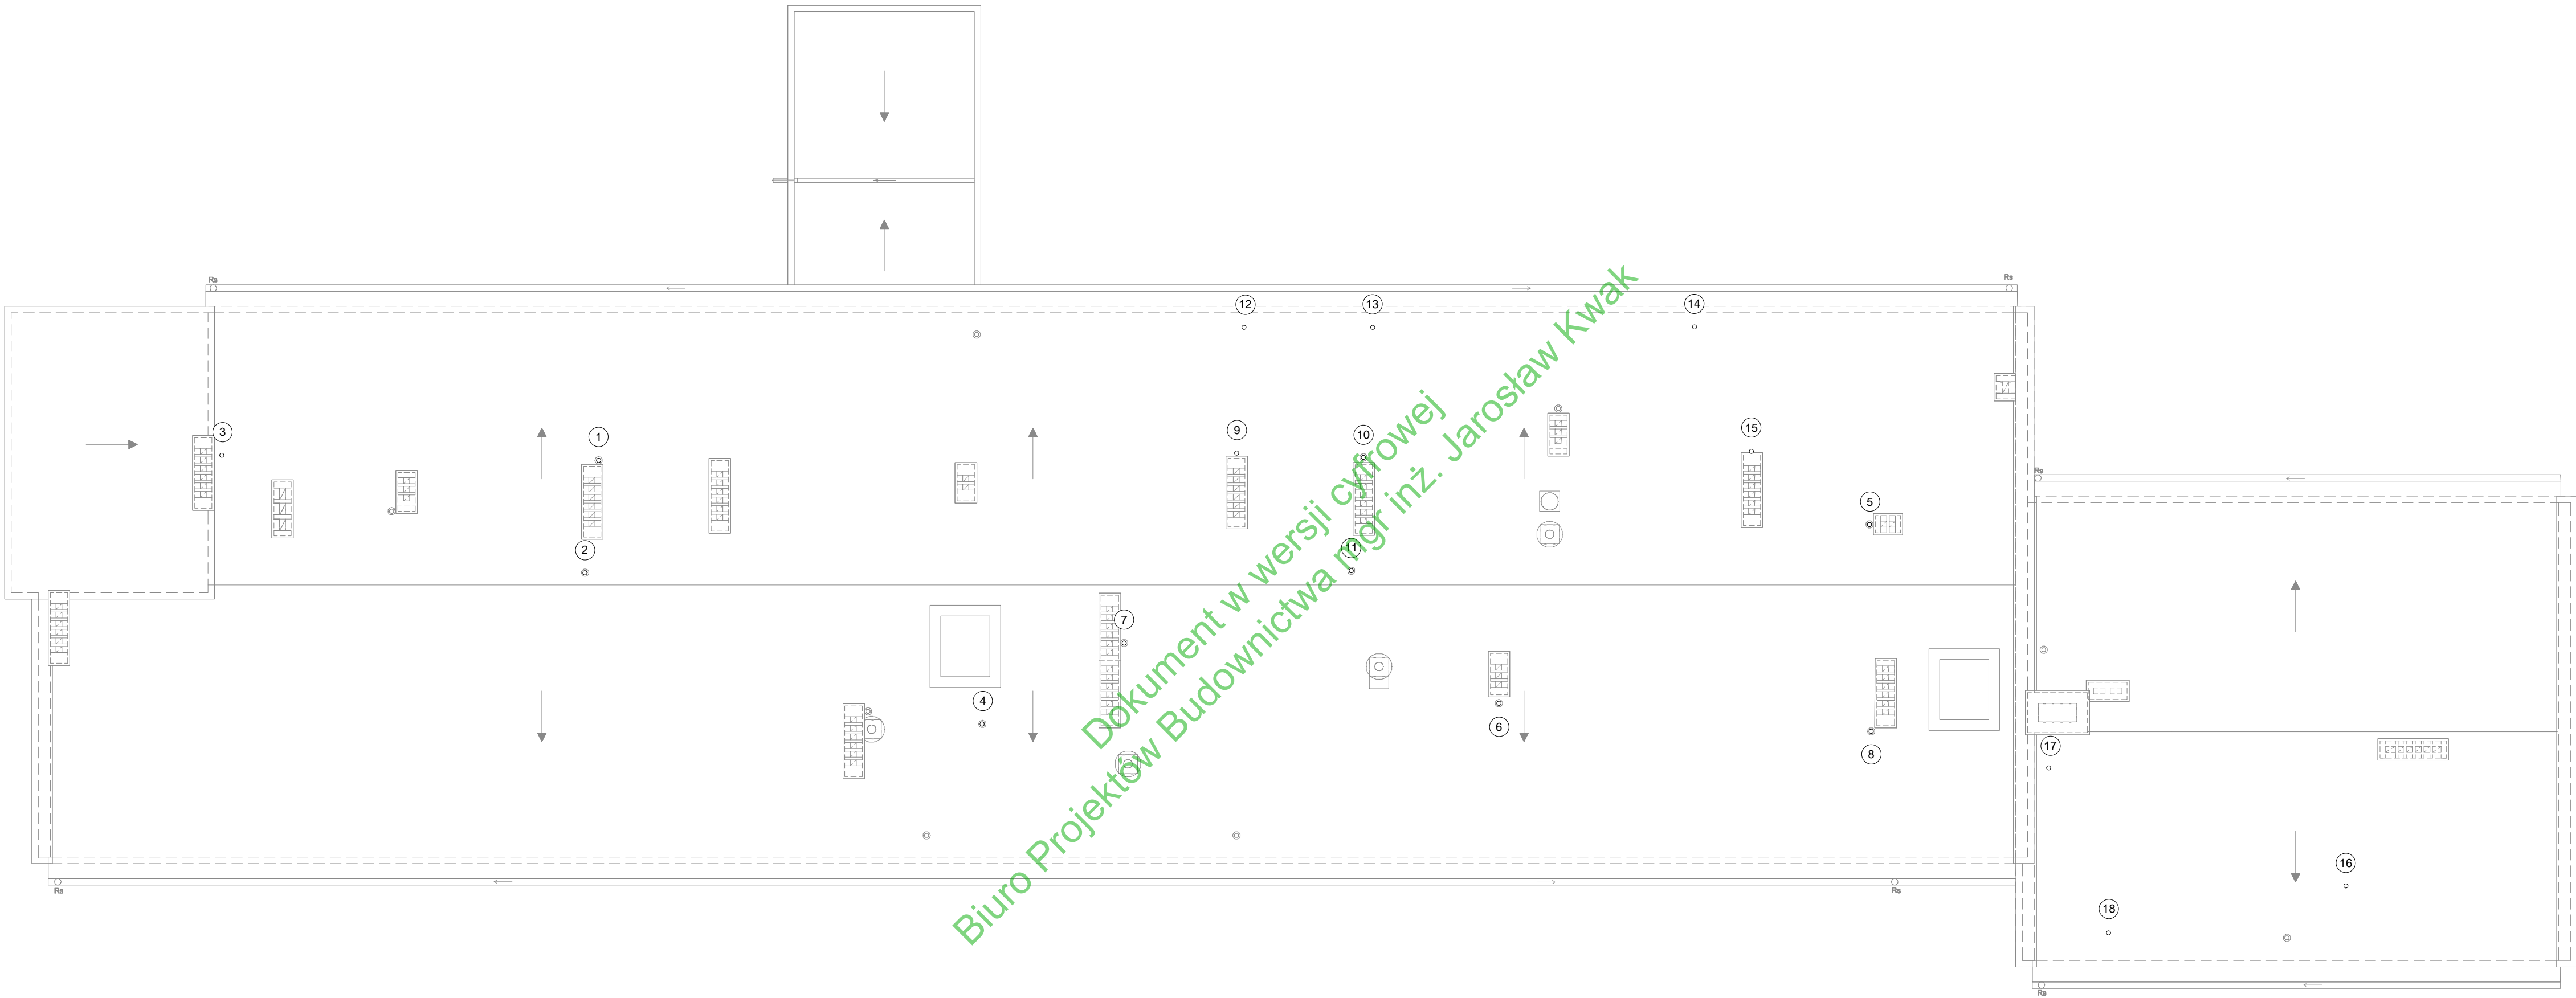 Rs
Rs
12
13
14
3
1
9
10
15
Rs
5
2
11
7
4
6
8
17
16
18
Rs
Rs
Rs
Dokument w wersji cyfrowej
Biuro Projektów Budownictwa mgr inż. Jarosław Kwak